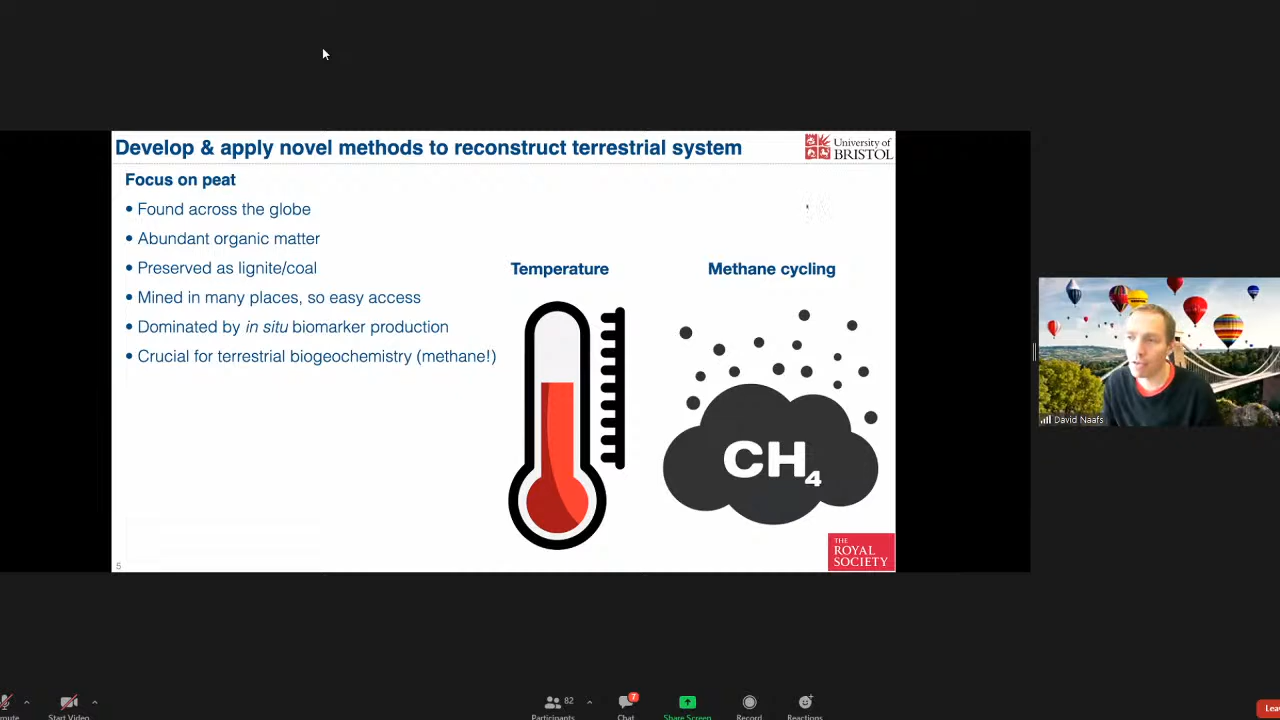 Develop & apply novel methods to reconstruct terrestrial system
University of
BRISTOL
Focus on peat
• Found across the globe
• Abundant organic matter
• Preserved as lignite/coal
• Mined in many places, so easy access
• Dominated by in situ biomarker production
• Crucial for terrestrial biogeochemistry (methane!)
Temperature
Methane cycling
CH4
THE
ROYAL
SOCIETY
5
David Naafs
mute
Start Video
82
Participants
7
Chat
Share Screen
Record
Reactions
Lea